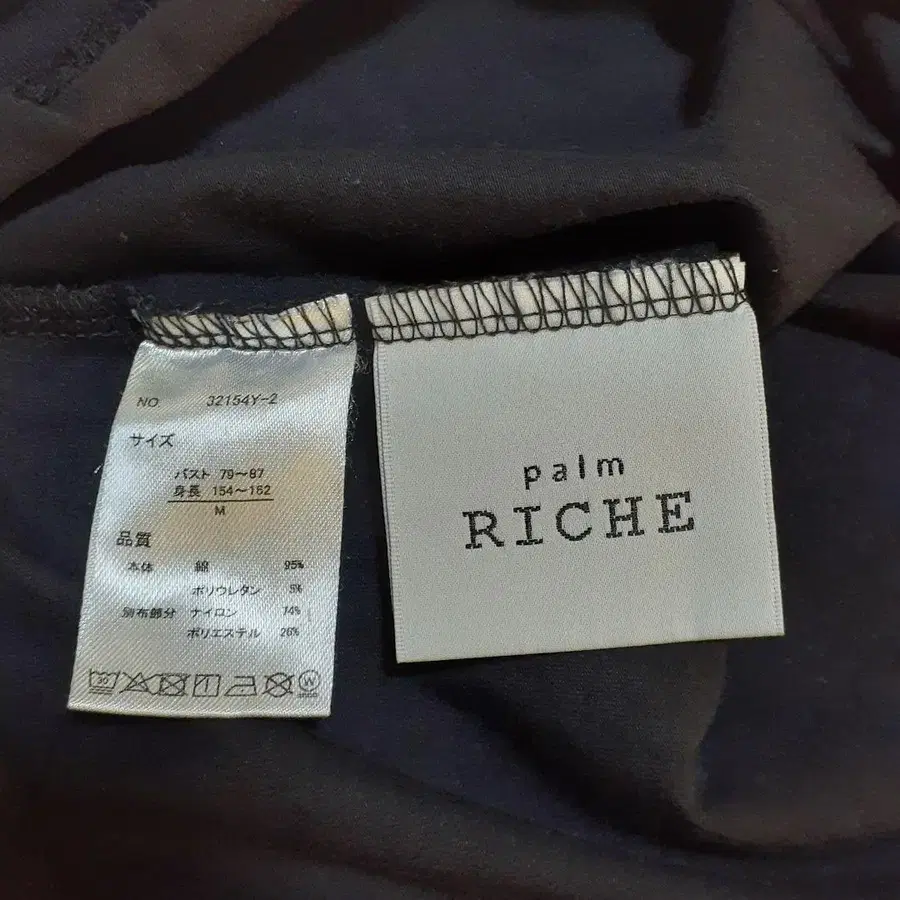 NO. 32154Y-2
サイズ
バスト 79～87
身長 154～162
M
品質
本体 綿 95%
ポリウレタン 5%
別布部分 ナイロン 74%
ポリエステル 26%
30
W
palm
RICHE